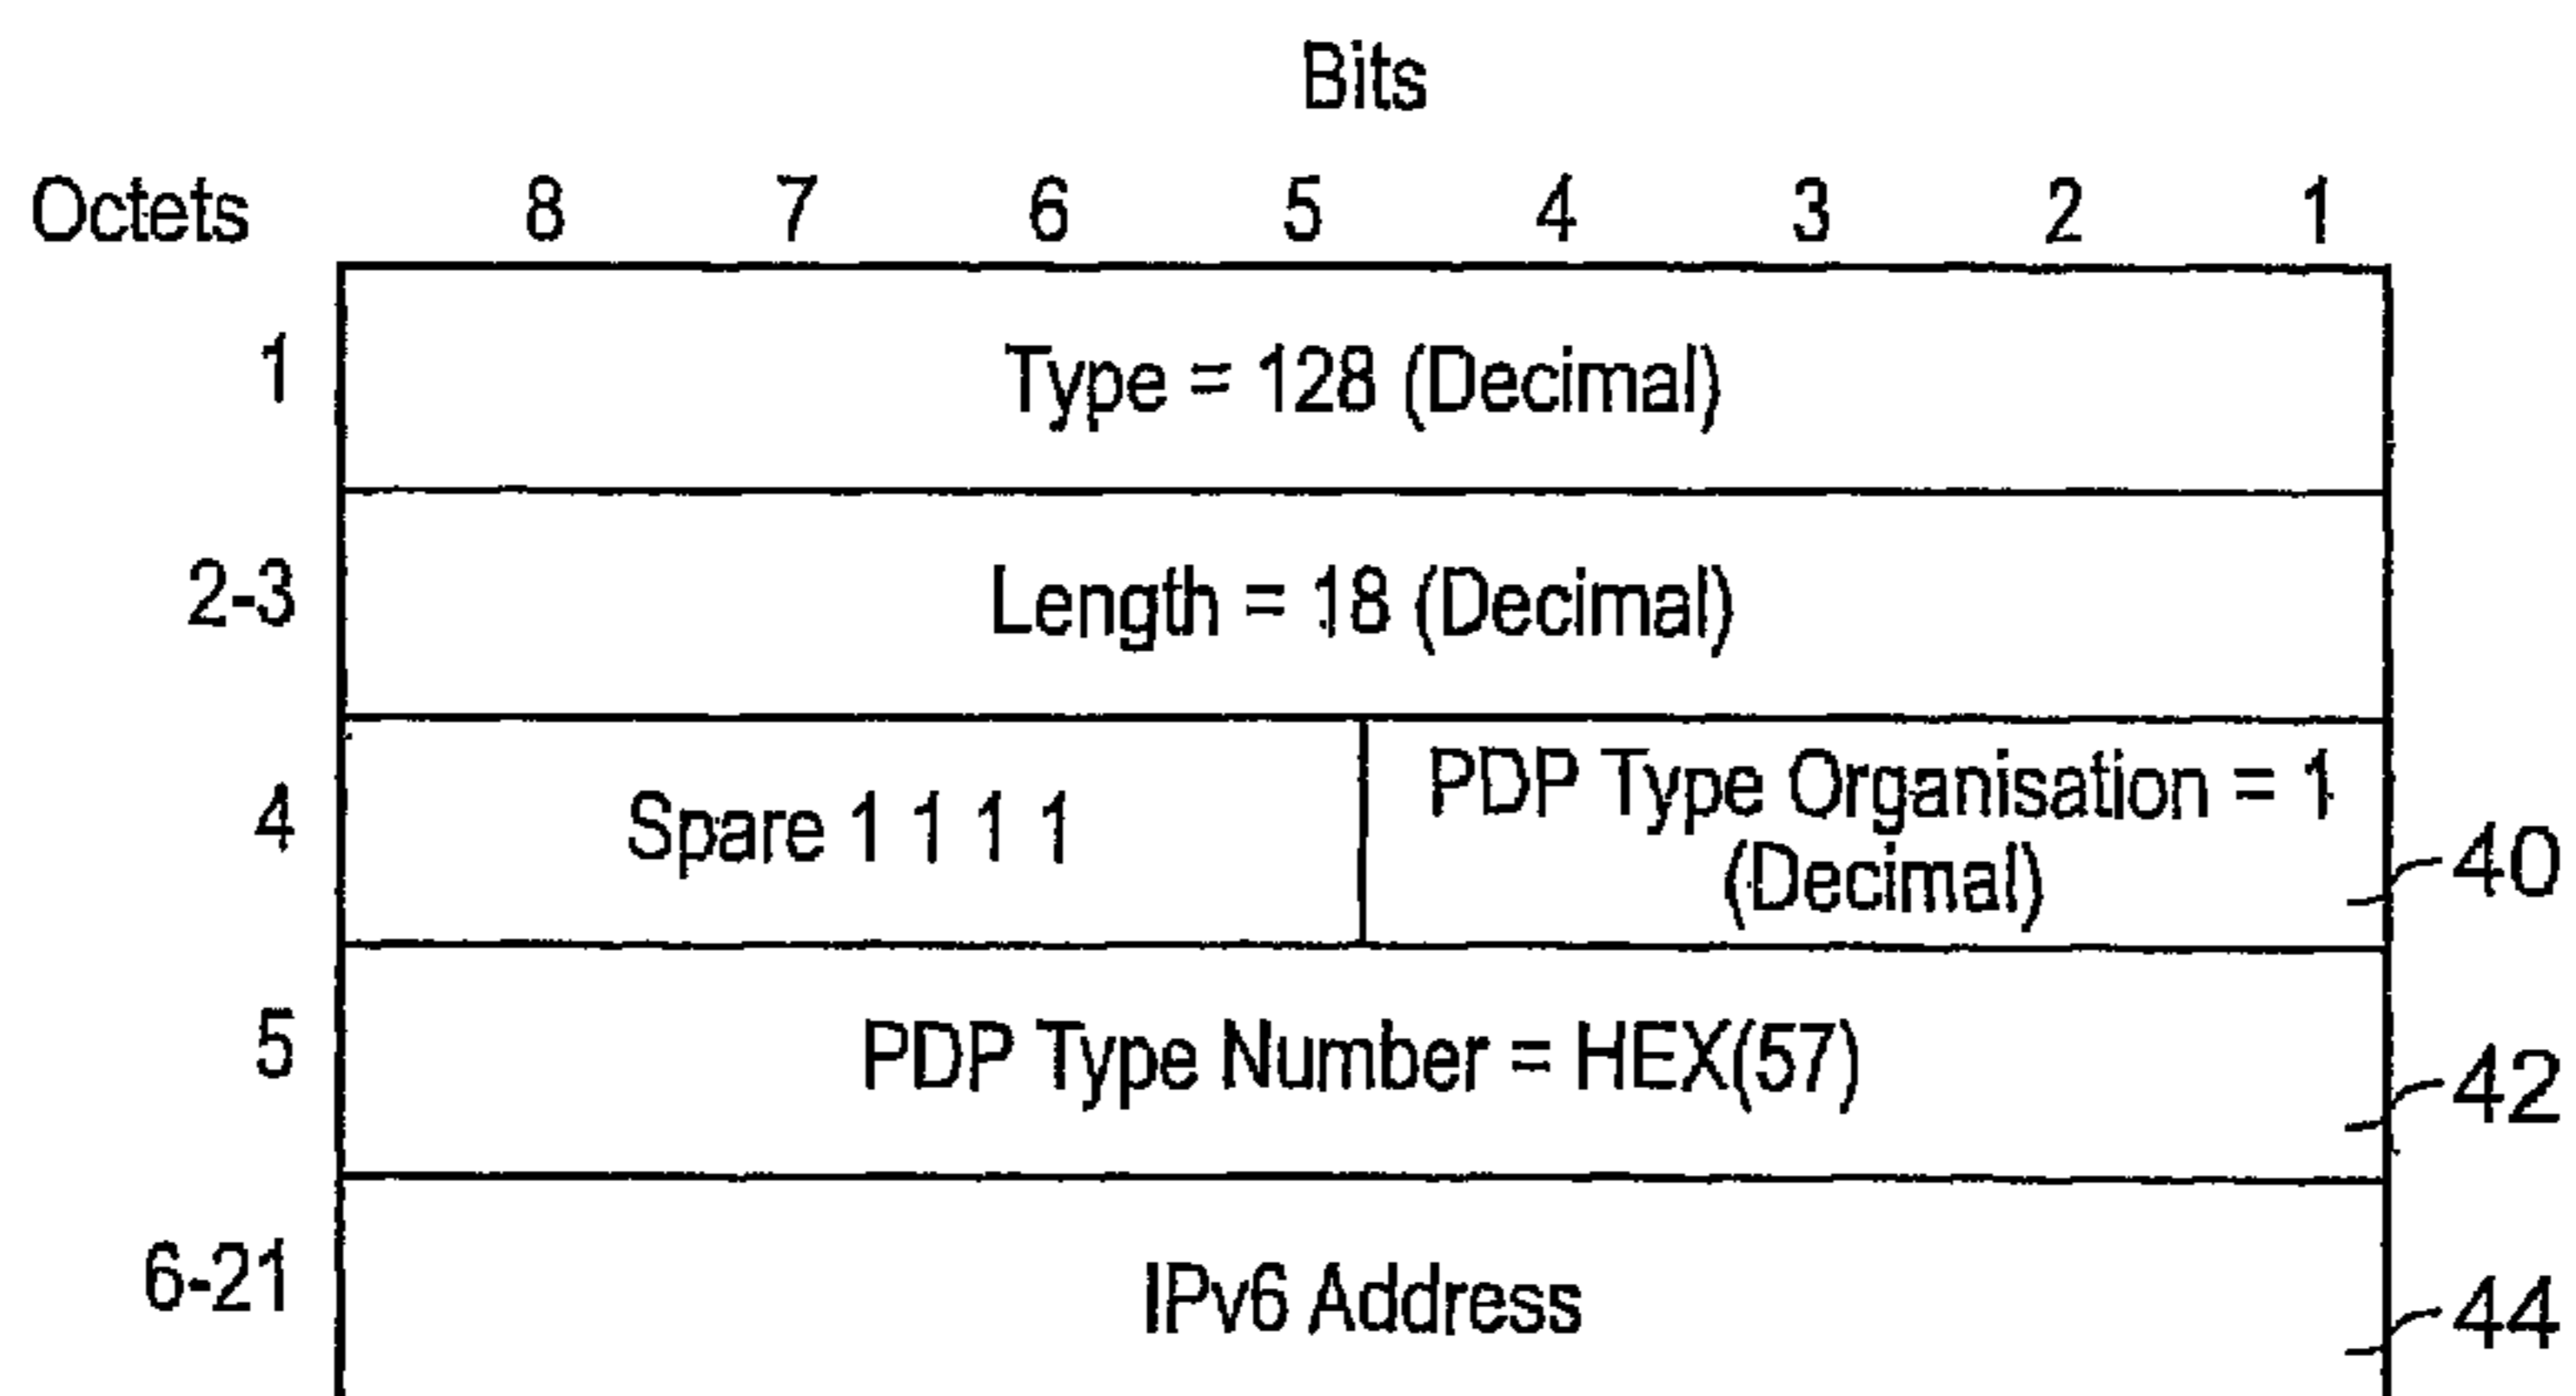 Bits
Octets 8 7 6 5 4 3 2 1
1 Type = 128 (Decimal)
2-3 Length = 18 (Decimal)
4 Spare 1 1 1 1 PDP Type Organisation = 1
(Decimal) 40
5 PDP Type Number = HEX(57) 42
6-21 IPv6 Address 44